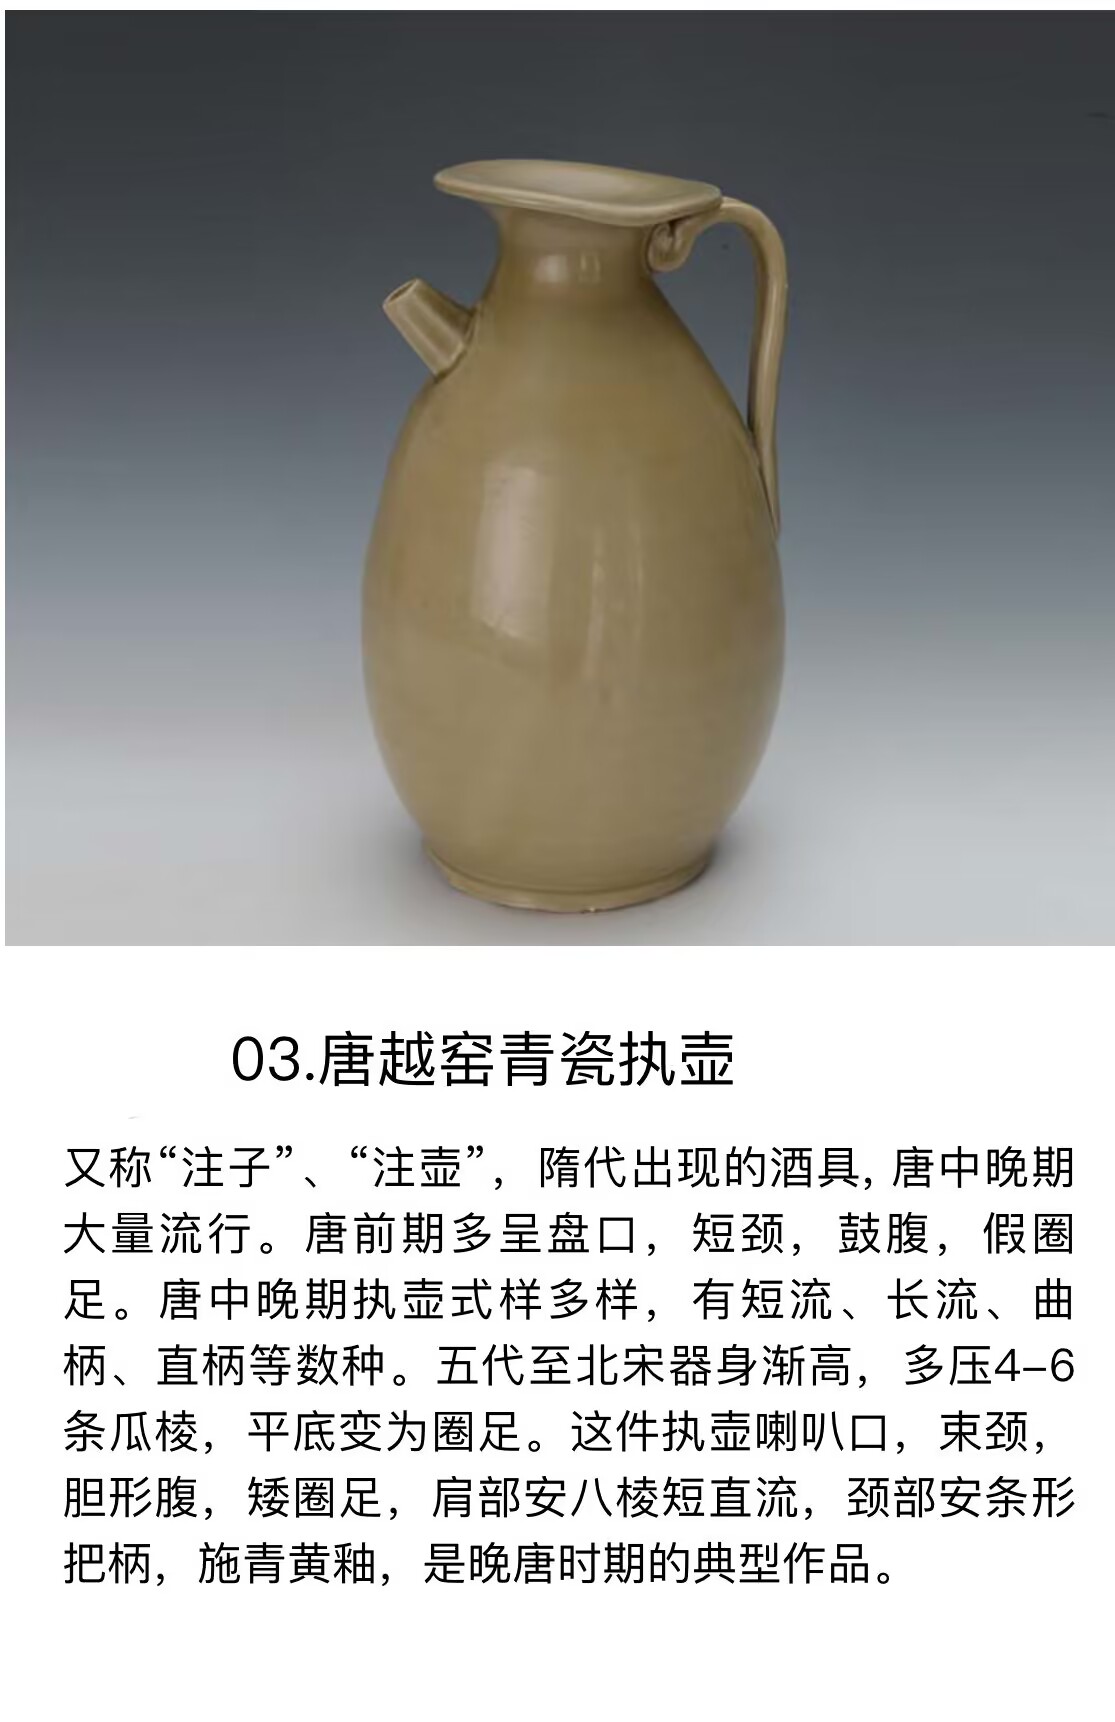 03.唐越窑青瓷执壶
又称“注子”、“注壶”，隋代出现的酒具, 唐中晚期
大量流行。唐前期多呈盘口，短颈，鼓腹，假圈
足。唐中晚期执壶式样多样，有短流、长流、曲
柄、直柄等数种。五代至北宋器身渐高，多压4–6
条瓜棱，平底变为圈足。这件执壶喇叭口，束颈，
胆形腹，矮圈足，肩部安八棱短直流，颈部安条形
把柄，施青黄釉，是晚唐时期的典型作品。